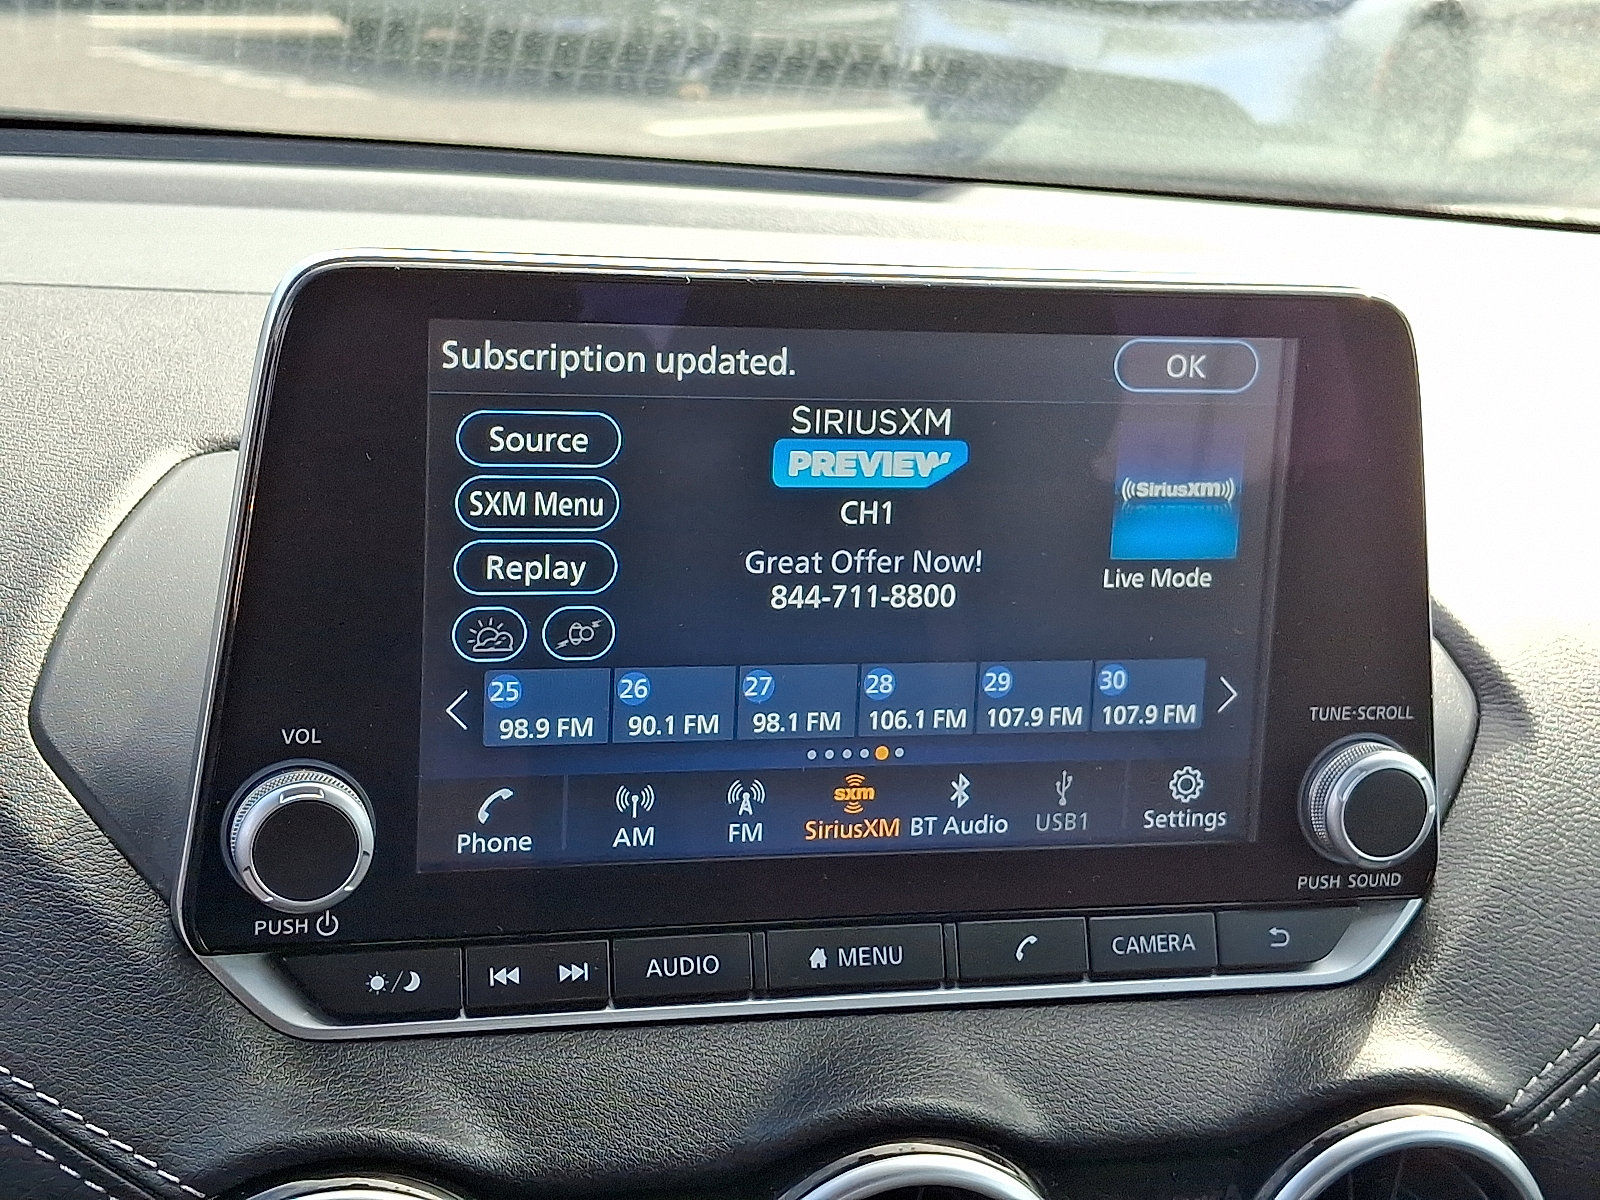 Subscription updated.
OK
Source
SXM Menu
Replay
SIRIUSXM
PREVIEW
CH1
Great Offer Now!
844-711-8800
((SiriusXM))
Live Mode
25 98.9 FM
26 90.1 FM
27 98.1 FM
28 106.1 FM
29 107.9 FM
30 107.9 FM
Phone
AM
FM
sxm
SiriusXM
BT Audio
USB1
Settings
VOL
PUSH
TUNE·SCROLL
PUSH SOUND
AUDIO
MENU
CAMERA